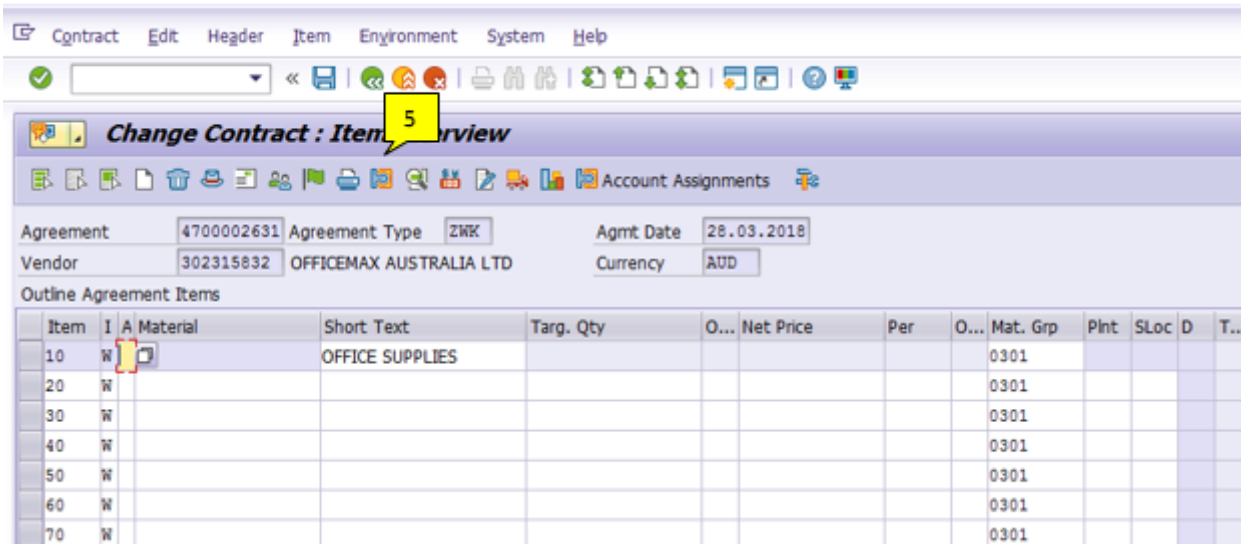 Contract Edit Header Item Environment System Help
5
Change Contract : Item rview
Account Assignments
Agreement 4700002631 Agreement Type ZWK Agmt Date 28.03.2018
Vendor 302315832 OFFICEMAX AUSTRALIA LTD Currency AUD
Outline Agreement Items
Item I A Material Short Text Targ. Qty O... Net Price Per O... Mat. Grp Plnt SLoc D T...
10 W OFFICE SUPPLIES 0301
20 W 0301
30 W 0301
40 W 0301
50 W 0301
60 W 0301
70 W 0301